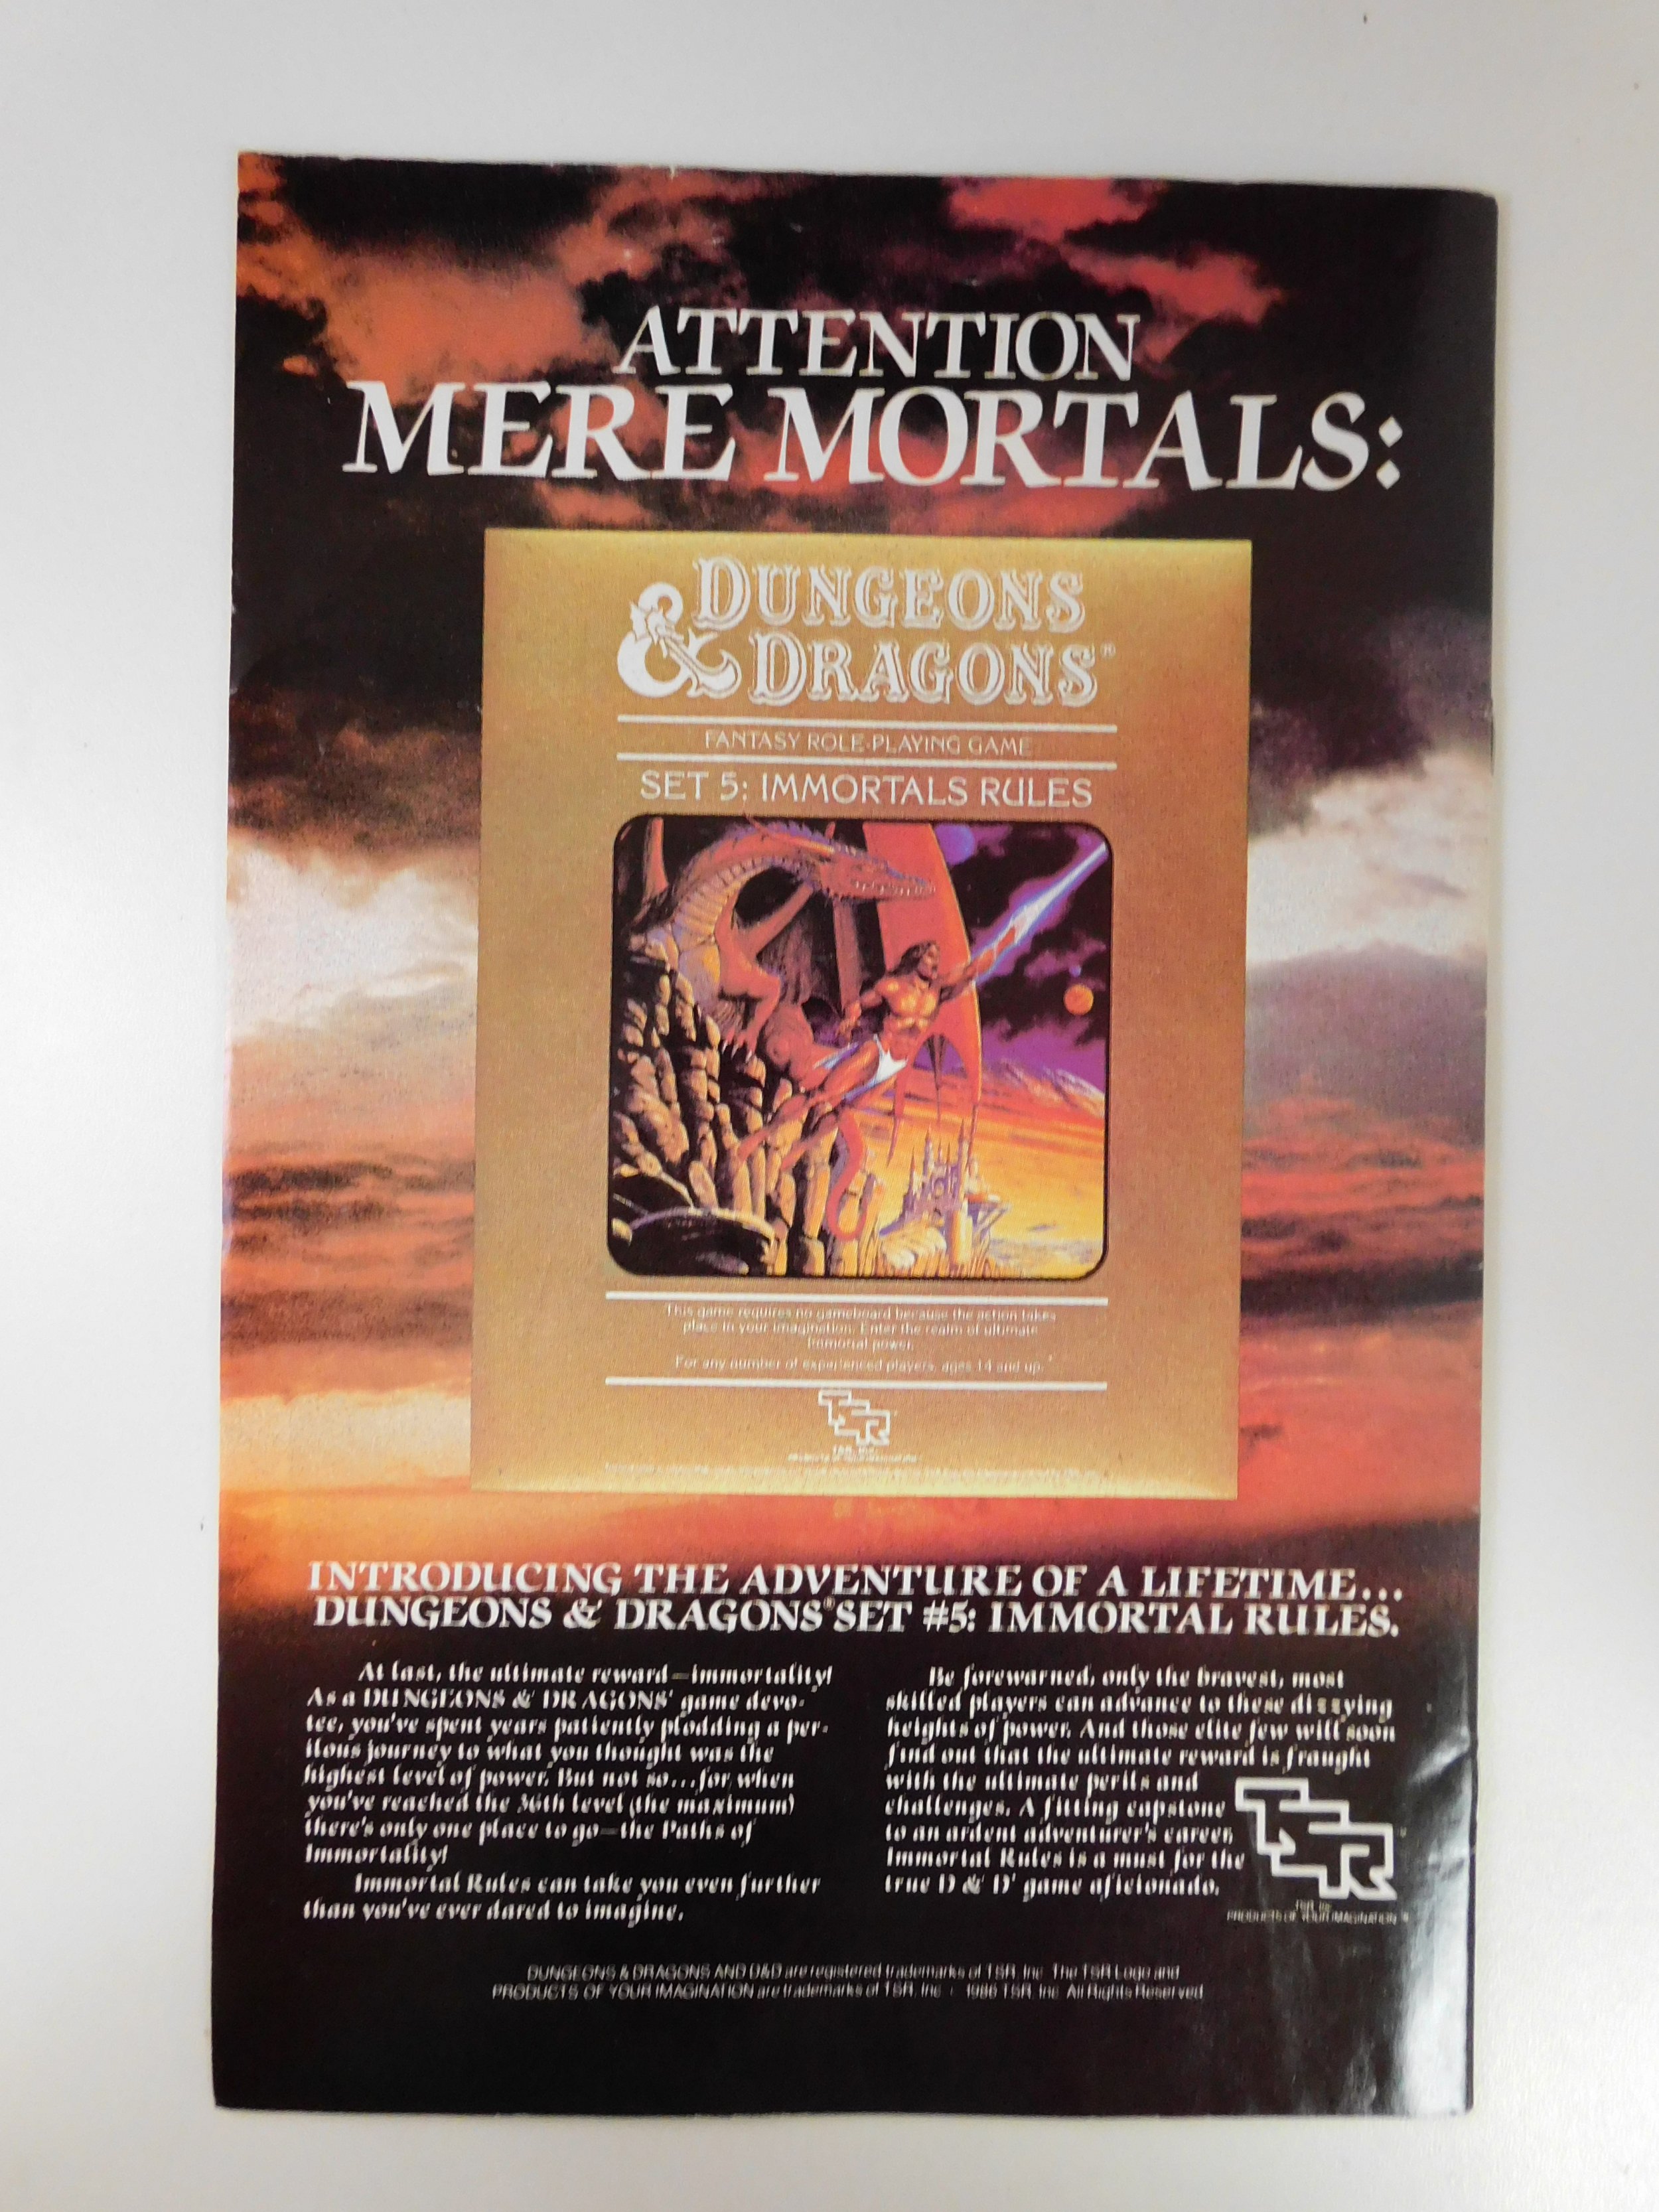 ATTENTION
MERE MORTALS:
DUNGEONS
& DRAGONS
FANTASY ROLE-PLAYING GAME
SET 5: IMMORTALS RULES
This game requires no gameboard because the action takes
place in your imagination. Enter the realm of ultimate
Immortal power.
For any number of experienced players, ages 14 and up.
TSR
TSR, Inc.
INTRODUCING THE ADVENTURE OF A LIFETIME...
DUNGEONS & DRAGONS® SET #5: IMMORTAL RULES.
At last, the ultimate reward—immortality!
As a DUNGEONS & DRAGONS® game devo-
tee, you've spent years patiently plodding a per-
ilous journey to what you thought was the
highest level of power. But not so...for when
you've reached the 36th level (the maximum)
there's only one place to go—the Paths of
Immortality!
Immortal Rules can take you even further
than you've ever dared to imagine.
Be forewarned, only the bravest, most
skilled players can advance to these dizzying
heights of power. And those elite few will soon
find out that the ultimate reward is fraught
with the ultimate perils and
challenges. A fitting capstone
to an ardent adventurer's career,
Immortal Rules is a must for the
true D & D® game aficionado.
TSR
TSR, Inc.
PRODUCTS OF YOUR IMAGINATION™
DUNGEONS & DRAGONS AND D&D are registered trademarks of TSR, Inc. The TSR Logo and
PRODUCTS OF YOUR IMAGINATION are trademarks of TSR, Inc. 1986 TSR, Inc. All Rights Reserved